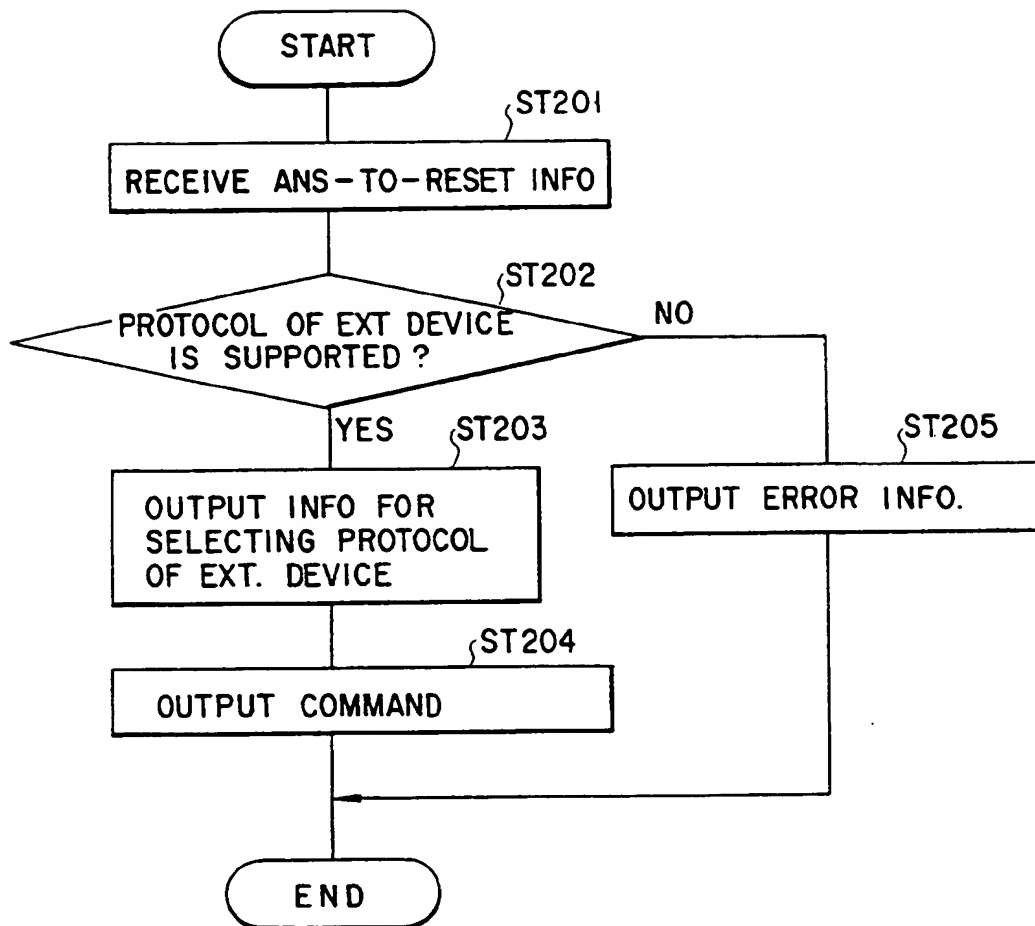 START
ST201
RECEIVE ANS-TO-RESET INFO
ST202
PROTOCOL OF EXT DEVICE
IS SUPPORTED?
NO
YES
ST203
OUTPUT INFO FOR
SELECTING PROTOCOL
OF EXT. DEVICE
ST205
OUTPUT ERROR INFO.
ST204
OUTPUT COMMAND
END